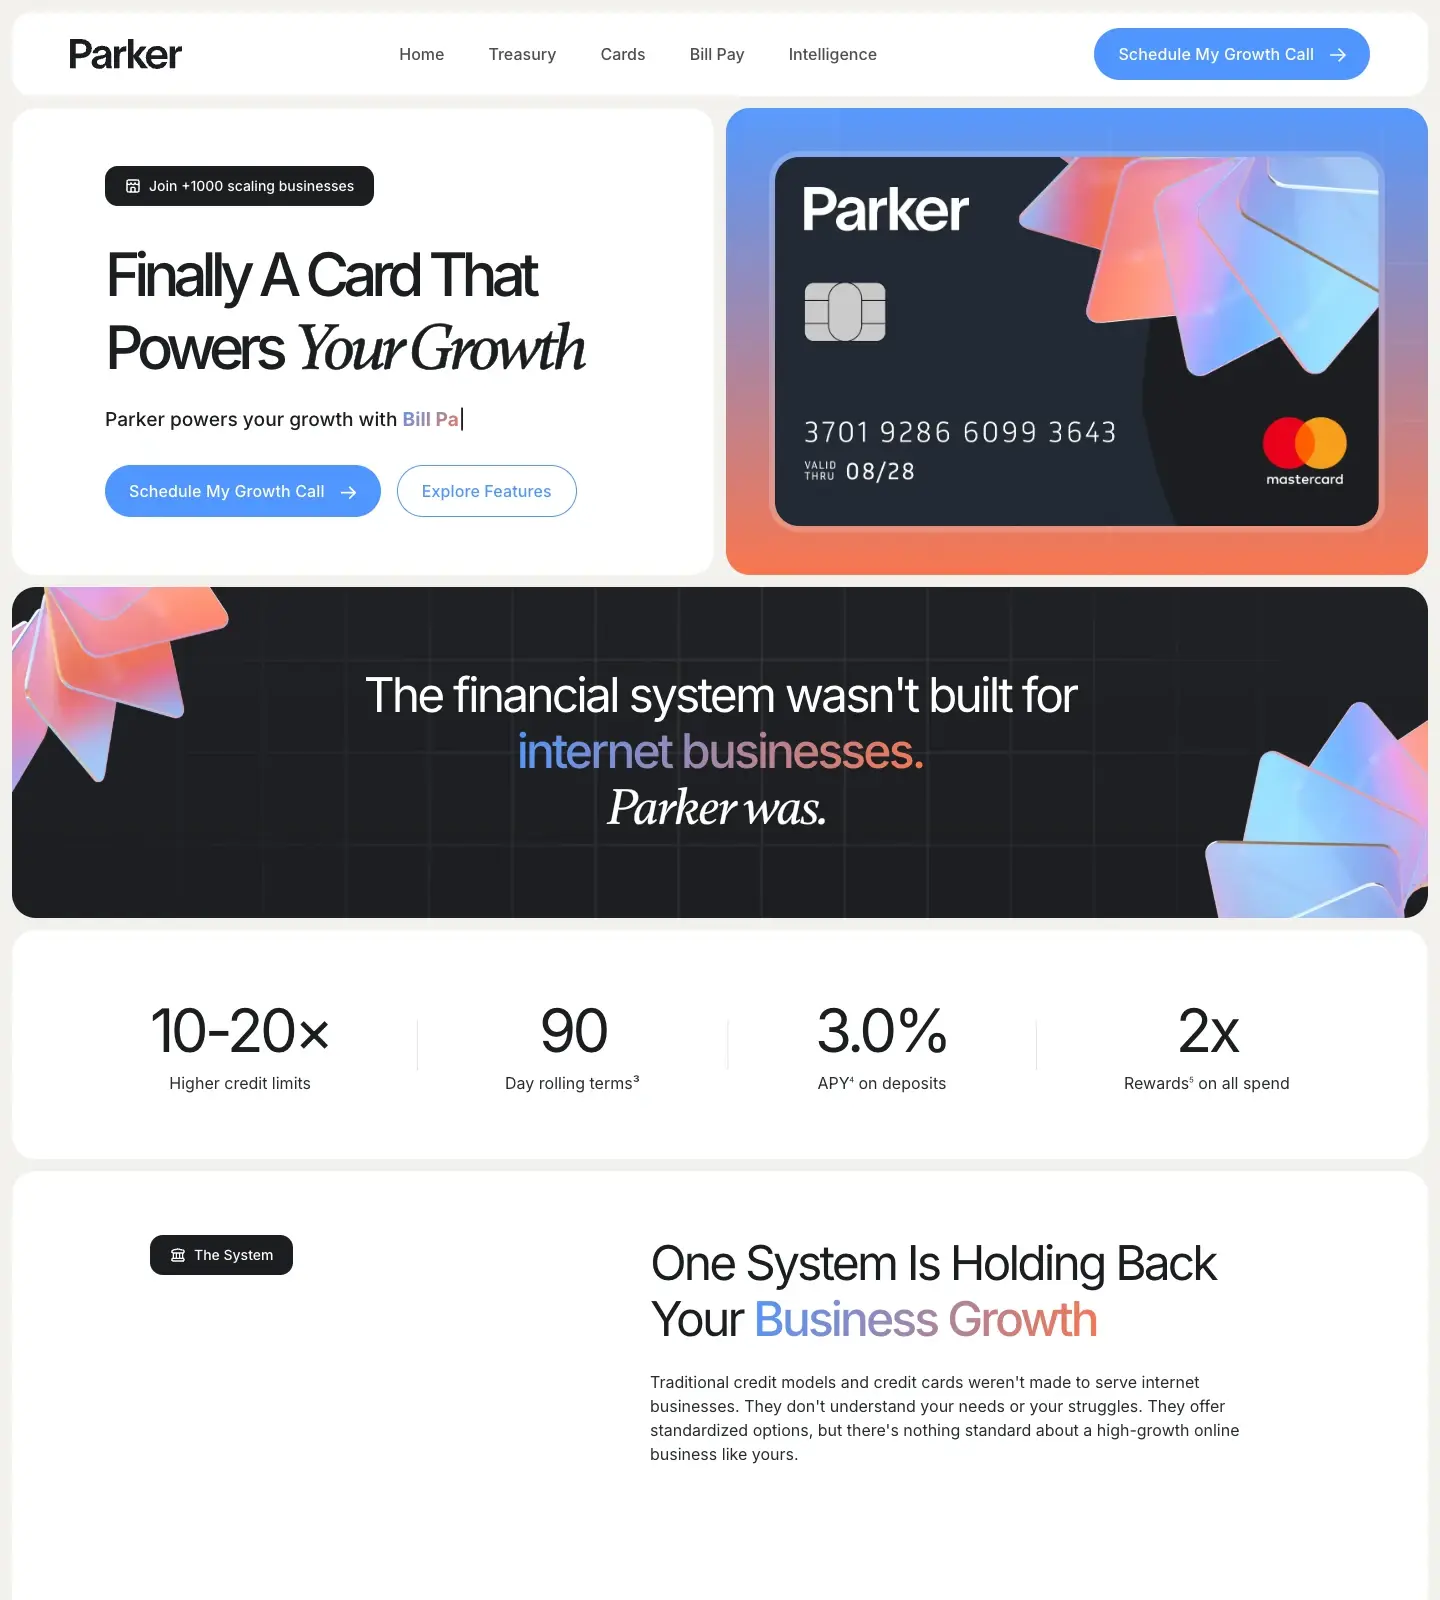 Parker
Home
Treasury
Cards
Bill Pay
Intelligence
Schedule My Growth Call
Join +1000 scaling businesses
Finally A Card That
Powers Your Growth
Parker powers your growth with Bill Pa
Schedule My Growth Call
Explore Features
Parker
3701 9286 6099 3643
VALID
THRU 08/28
mastercard
The financial system wasn't built for
internet businesses.
Parker was.
10-20×
Higher credit limits
90
Day rolling terms³
3.0%
APY⁴ on deposits
2x
Rewards⁵ on all spend
The System
One System Is Holding Back
Your Business Growth
Traditional credit models and credit cards weren't made to serve internet
businesses. They don't understand your needs or your struggles. They offer
standardized options, but there's nothing standard about a high-growth online
business like yours.